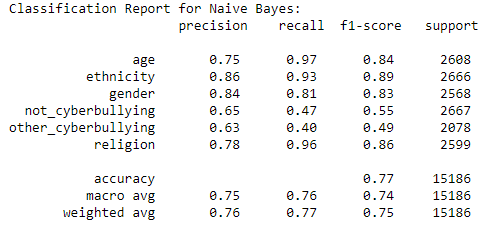 Classification Report for Naive Bayes:
precision recall f1-score support
age 0.75 0.97 0.84 2608
ethnicity 0.86 0.93 0.89 2666
gender 0.84 0.81 0.83 2568
not_cyberbullying 0.65 0.47 0.55 2667
other_cyberbullying 0.63 0.40 0.49 2078
religion 0.78 0.96 0.86 2599
accuracy 0.77 15186
macro avg 0.75 0.76 0.74 15186
weighted avg 0.76 0.77 0.75 15186